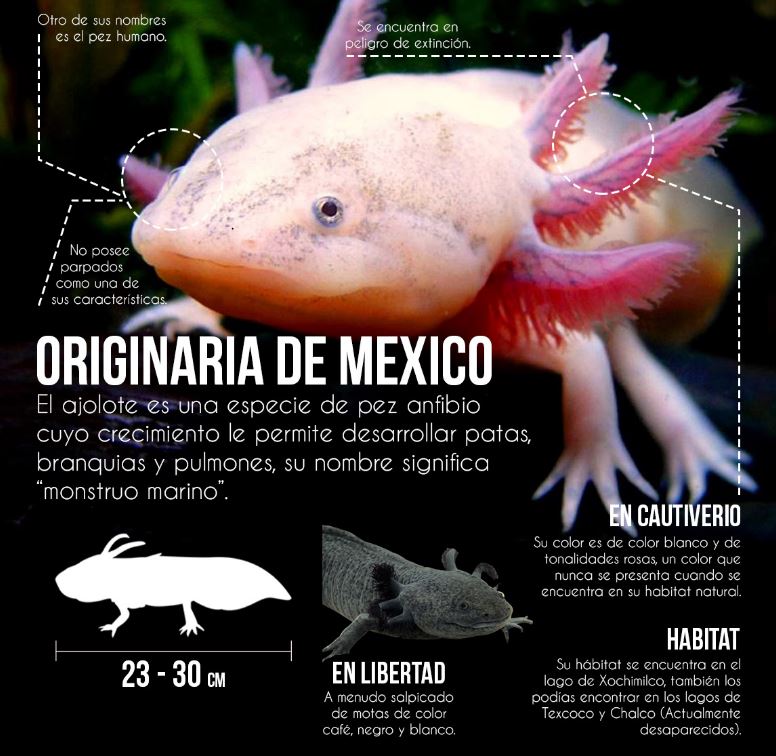 Otro de sus nombres
es el pez humano.
Se encuentra en
peligro de extinción.
No posee
parpados
como una de
sus características.
ORIGINARIA DE MEXICO
El ajolote es una especie de pez anfibio
cuyo crecimiento le permite desarrollar patas,
branquias y pulmones, su nombre significa
“monstruo marino”.
23 - 30 CM
EN LIBERTAD
A menudo salpicado
de motas de color
café, negro y blanco.
EN CAUTIVERIO
Su color es de color blanco y de
tonalidades rosas, un color que
nunca se presenta cuando se
encuentra en su habitat natural.
HABITAT
Su hábitat se encuentra en el
lago de Xochimilco, también los
podías encontrar en los lagos de
Texcoco y Chalco (Actualmente
desaparecidos).